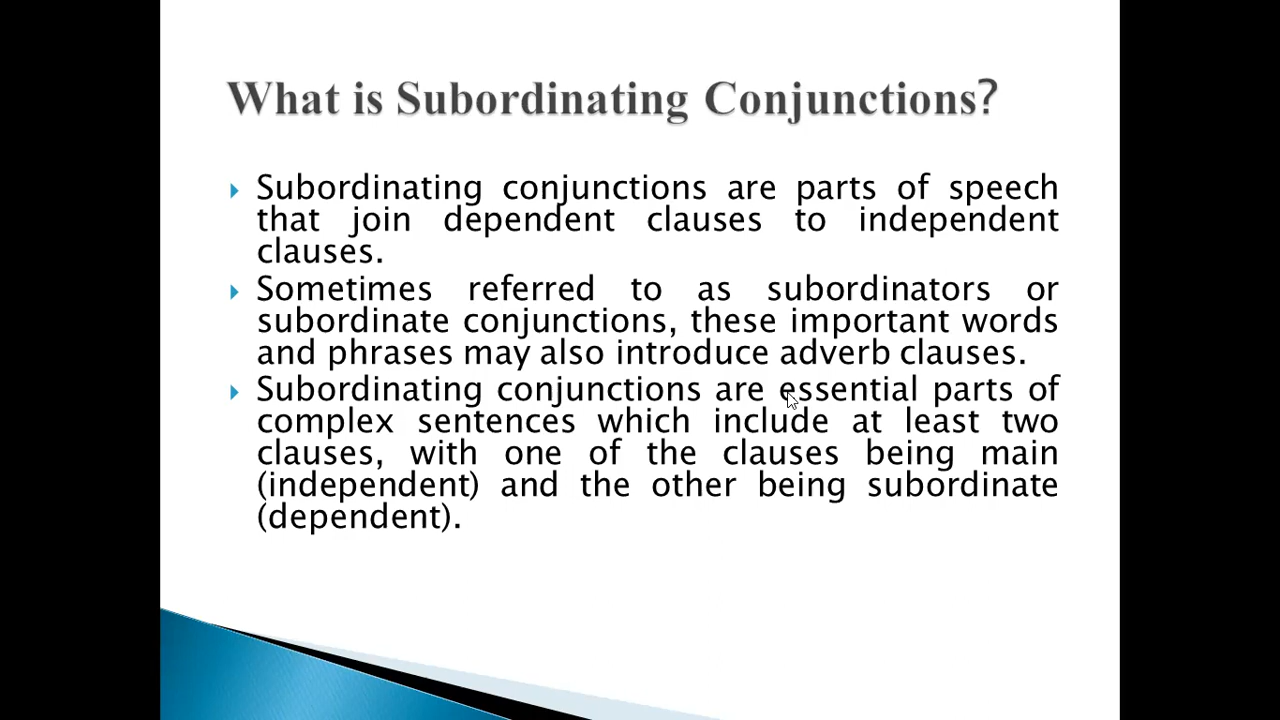 What is Subordinating Conjunctions?
Subordinating conjunctions are parts of speech
that join dependent clauses to independent
clauses.
Sometimes referred to as subordinators or
subordinate conjunctions, these important words
and phrases may also introduce adverb clauses.
Subordinating conjunctions are essential parts of
complex sentences which include at least two
clauses, with one of the clauses being main
(independent) and the other being subordinate
(dependent).